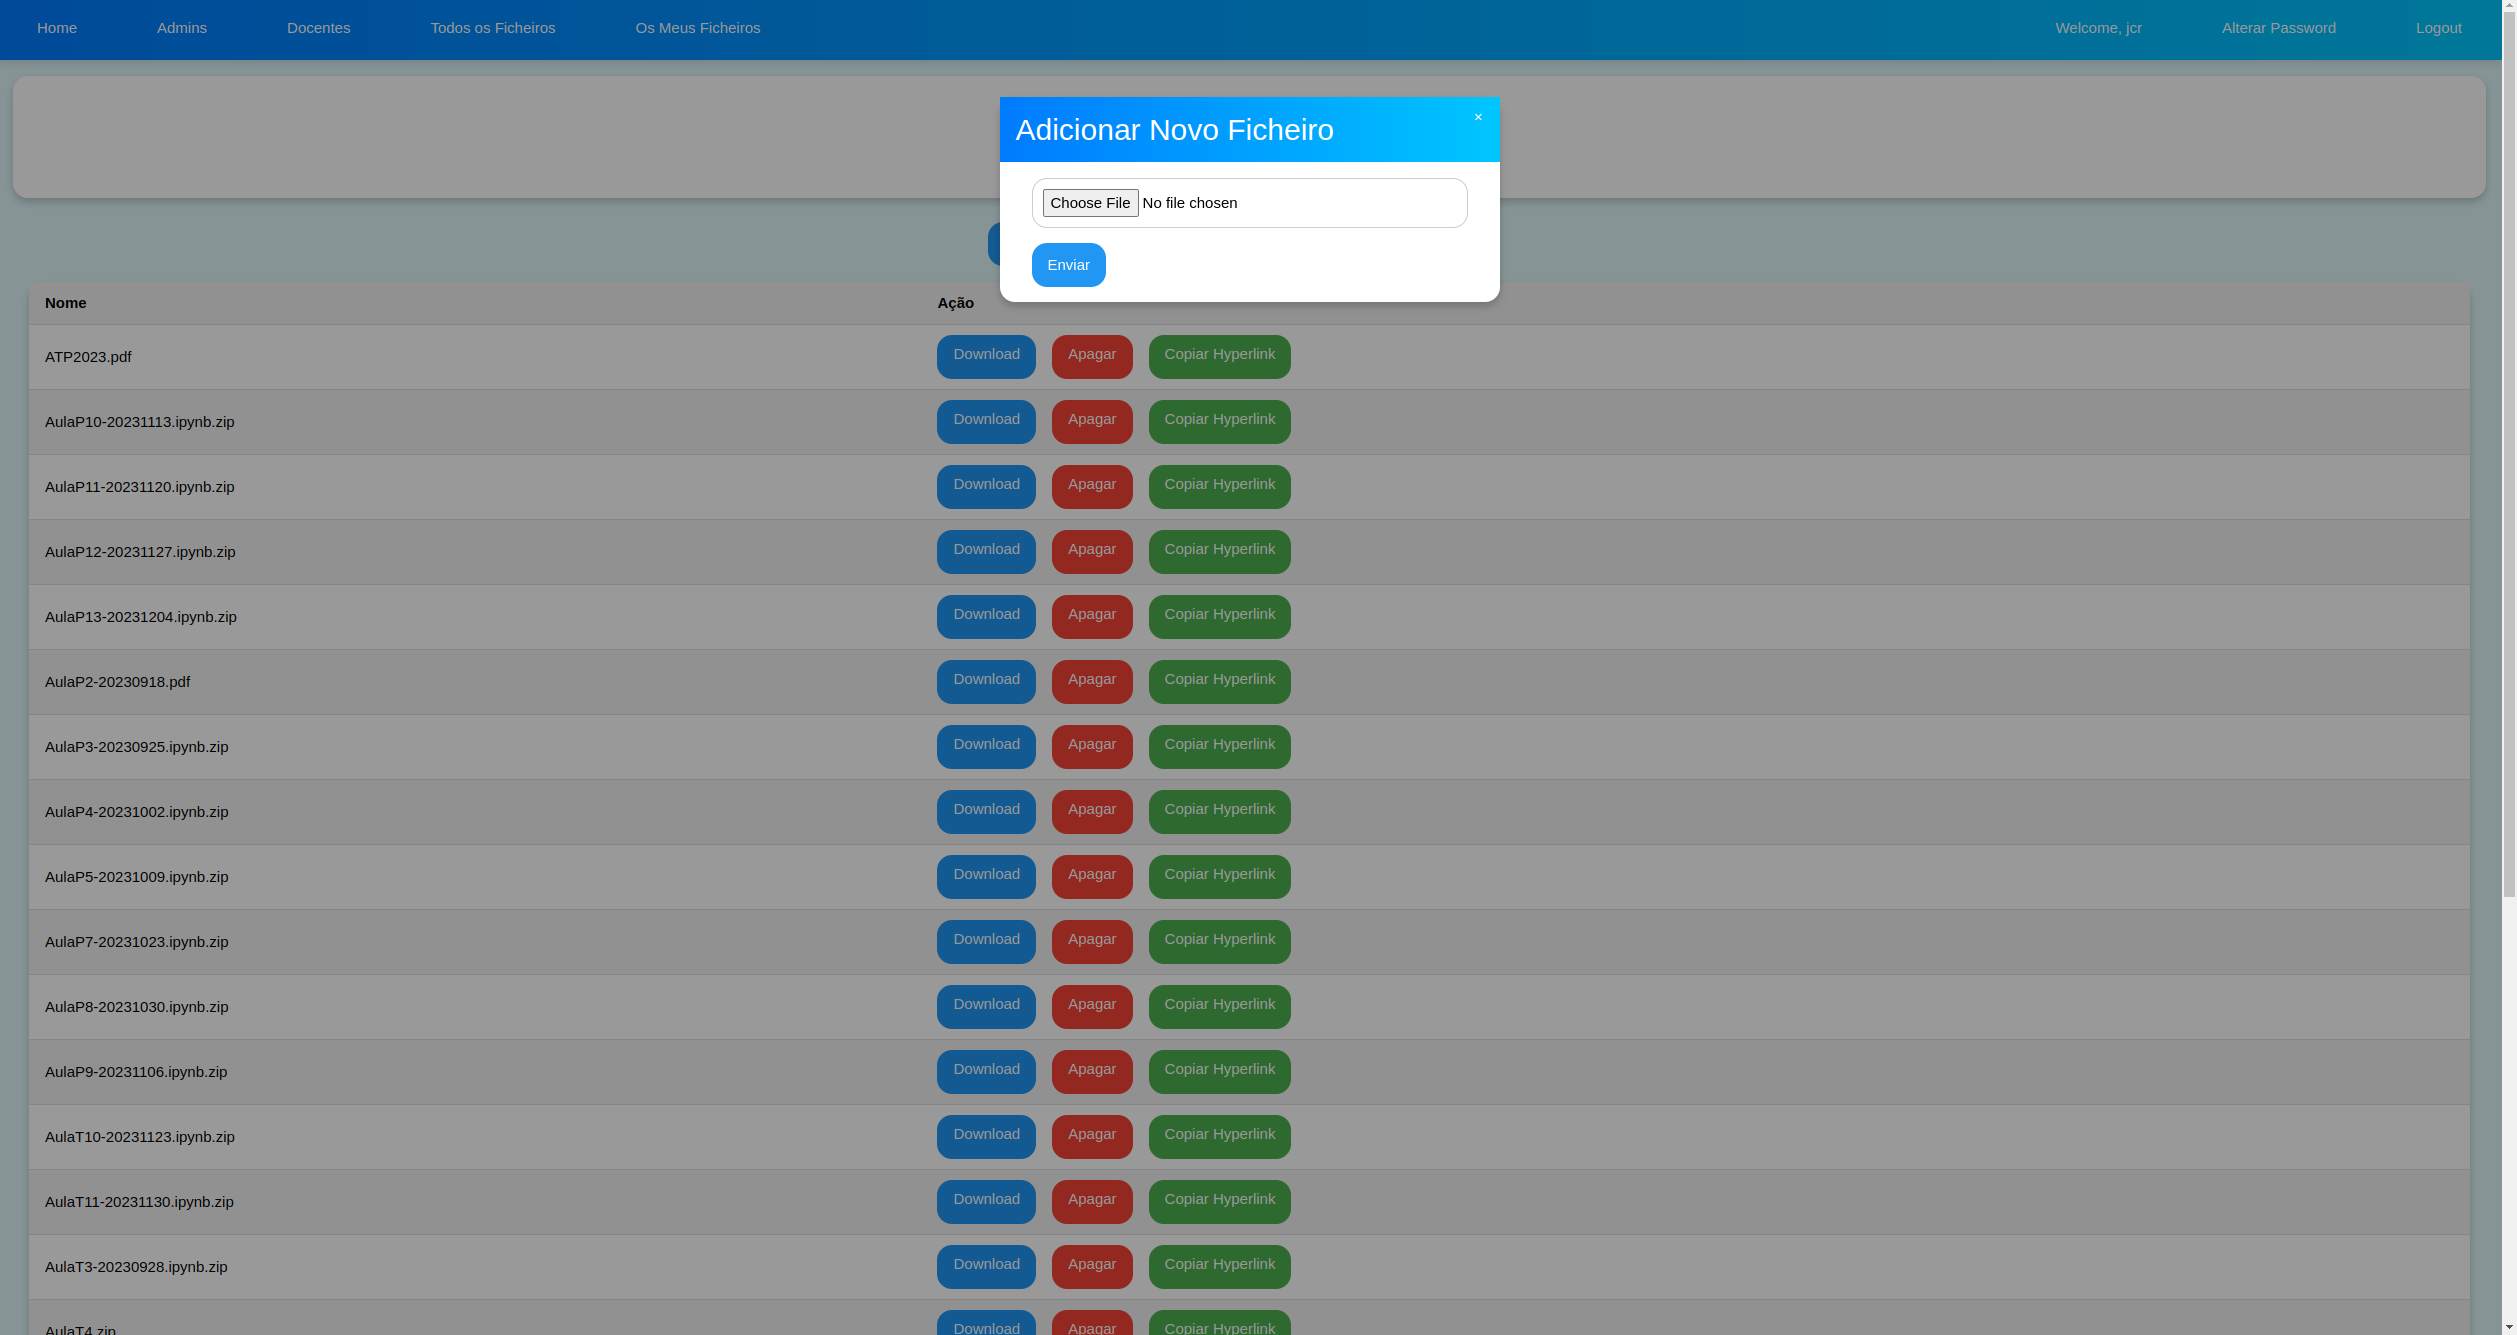 Home Admins Docentes Todos os Ficheiros Os Meus Ficheiros Welcome, jcr Alterar Password Logout
Adicionar Novo Ficheiro ×
Choose File No file chosen
Enviar
Nome Ação
ATP2023.pdf Download Apagar Copiar Hyperlink
AulaP10-20231113.ipynb.zip Download Apagar Copiar Hyperlink
AulaP11-20231120.ipynb.zip Download Apagar Copiar Hyperlink
AulaP12-20231127.ipynb.zip Download Apagar Copiar Hyperlink
AulaP13-20231204.ipynb.zip Download Apagar Copiar Hyperlink
AulaP2-20230918.pdf Download Apagar Copiar Hyperlink
AulaP3-20230925.ipynb.zip Download Apagar Copiar Hyperlink
AulaP4-20231002.ipynb.zip Download Apagar Copiar Hyperlink
AulaP5-20231009.ipynb.zip Download Apagar Copiar Hyperlink
AulaP7-20231023.ipynb.zip Download Apagar Copiar Hyperlink
AulaP8-20231030.ipynb.zip Download Apagar Copiar Hyperlink
AulaP9-20231106.ipynb.zip Download Apagar Copiar Hyperlink
AulaT10-20231123.ipynb.zip Download Apagar Copiar Hyperlink
AulaT11-20231130.ipynb.zip Download Apagar Copiar Hyperlink
AulaT3-20230928.ipynb.zip Download Apagar Copiar Hyperlink
AulaT4.zip Download Apagar Copiar Hyperlink